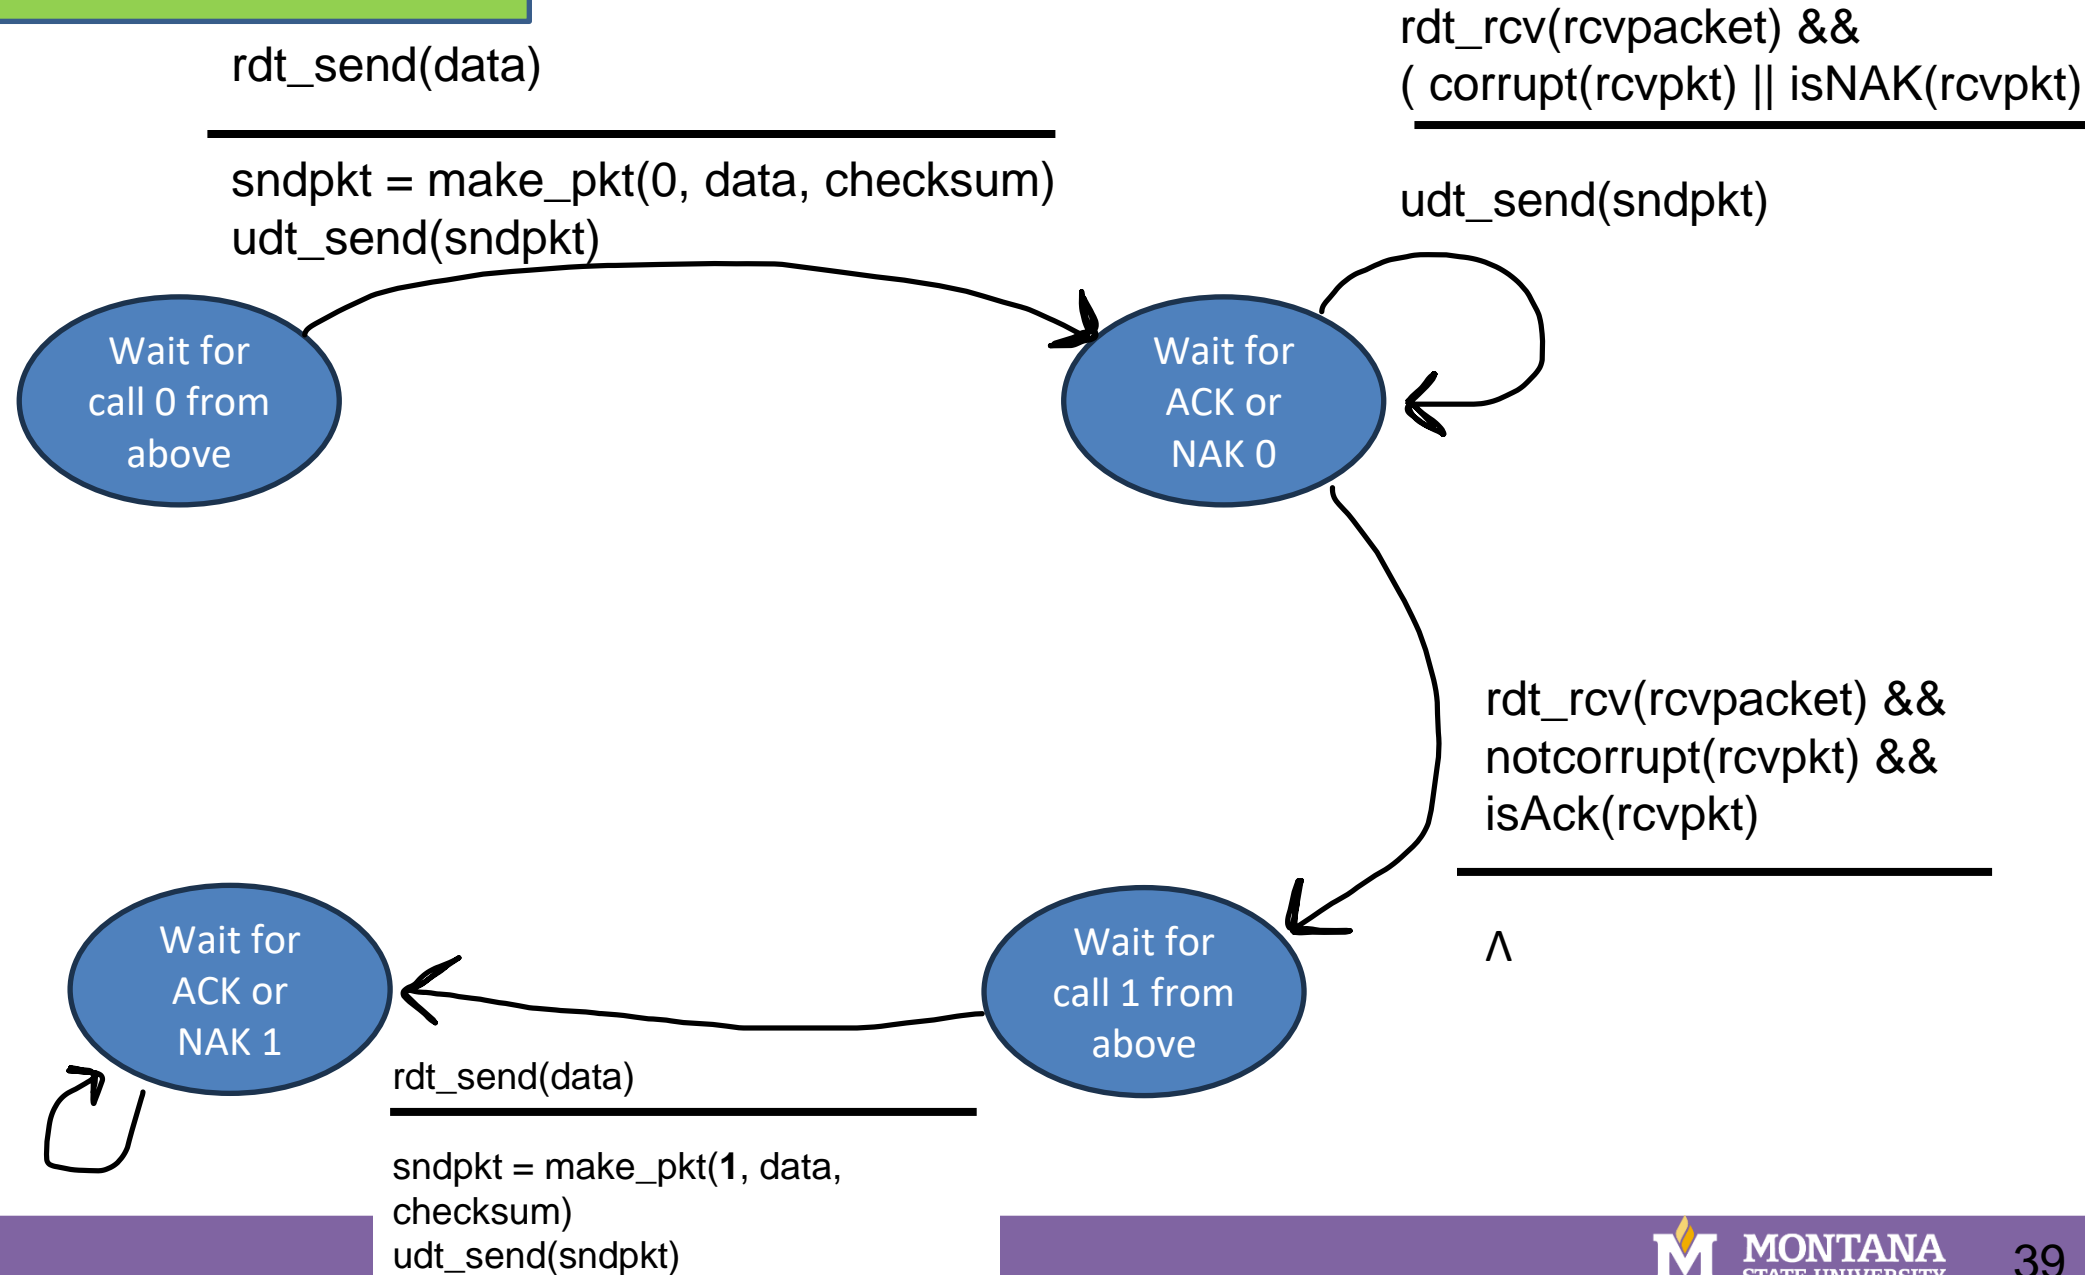 rdt_send(data)
sndpkt = make_pkt(0, data, checksum)
udt_send(sndpkt)
rdt_rcv(rcvpacket) &&
( corrupt(rcvpkt) || isNAK(rcvpkt)
udt_send(sndpkt)
Wait for
call 0 from
above
Wait for
ACK or
NAK 0
rdt_rcv(rcvpacket) &&
notcorrupt(rcvpkt) &&
isAck(rcvpkt)
Λ
Wait for
ACK or
NAK 1
Wait for
call 1 from
above
rdt_send(data)
sndpkt = make_pkt(1, data,
checksum)
udt_send(sndpkt)
M MONTANA
STATE UNIVERSITY
39